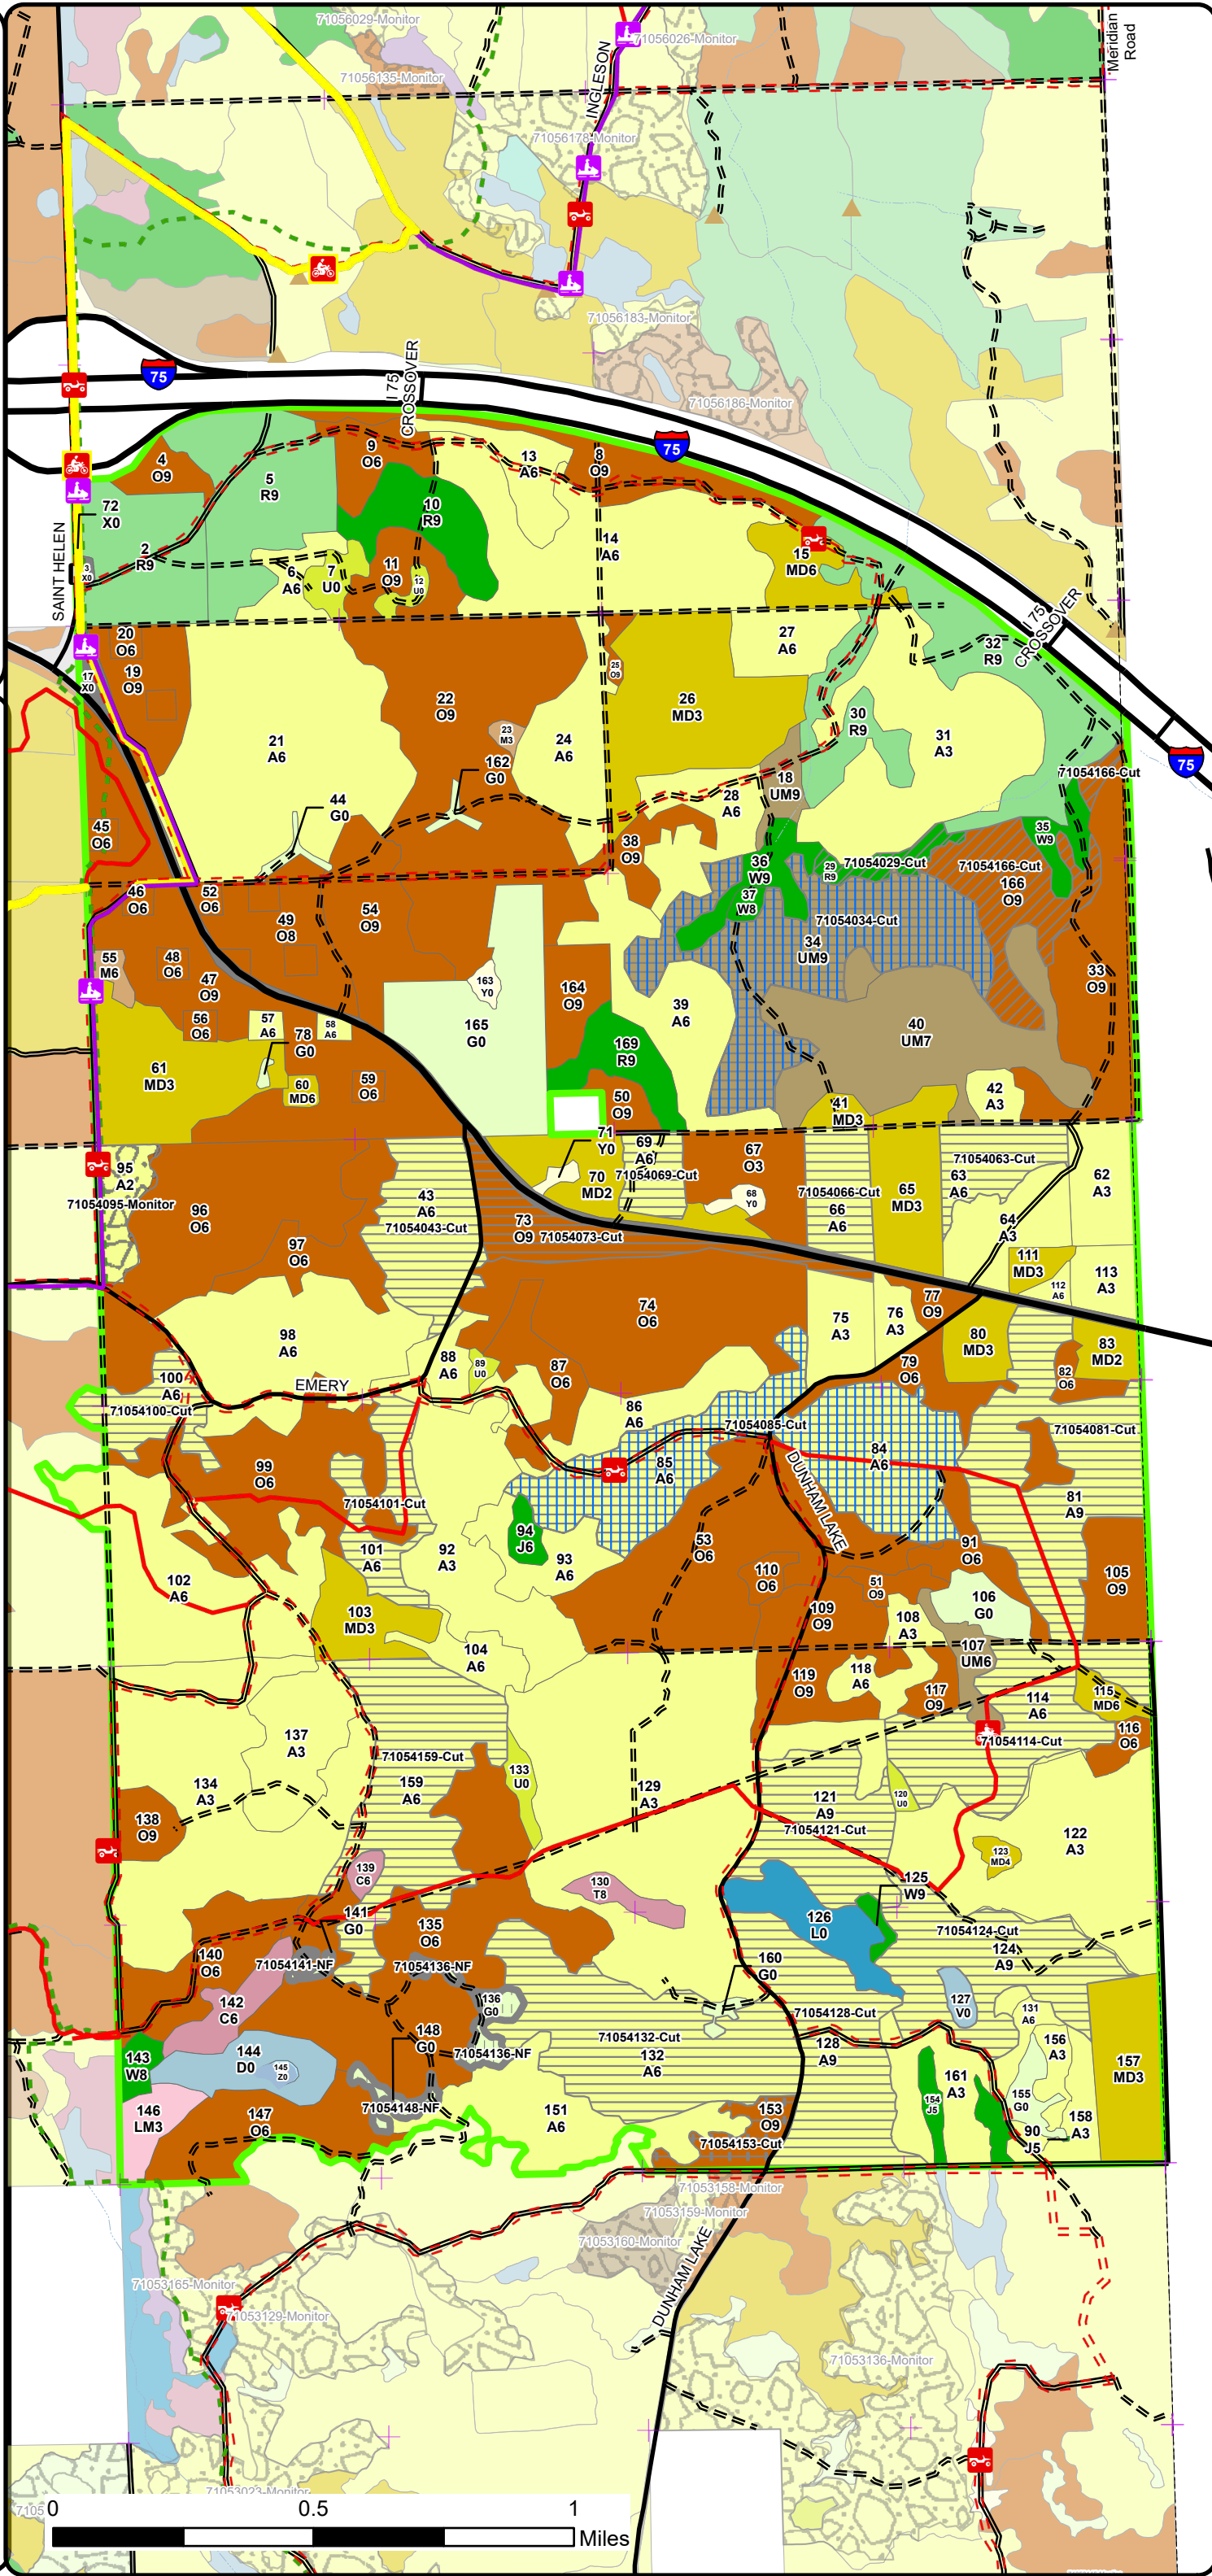 71056029-Monitor
71056026-Monitor
Meridian
Road
71056135-Monitor
INGLESON
71056178-Monitor
71056183-Monitor
I 75
CROSSOVER
75
71056186-Monitor
75
4
O9
9
O6
13
A6
8
O9
5
R9
10
R9
72
X0
SAINT HELEN
2
R9
14
A6
15
MD6
3
X0
6
A6
7
U0
11
O9
12
U0
I 75
CROSSOVER
20
O6
27
A6
32
R9
17
X0
19
O9
25
O9
22
O9
26
MD3
30
R9
23
M3
24
A6
21
A6
31
A3
75
162
G0
18
UM9
71054166-Cut
44
G0
28
A6
45
O6
38
O9
35
W9
36
W9
29
R9
71054029-Cut
71054166-Cut
166
O9
46
O6
52
O6
37
W8
49
O8
54
O9
71054034-Cut
34
UM9
55
M6
48
O6
47
O9
163
Y0
164
O9
33
O9
39
A6
56
O6
57
A6
58
A6
165
G0
40
UM7
78
G0
169
R9
61
MD3
60
MD6
59
O6
50
O9
42
A3
41
MD3
71
Y0
69
A6
67
O3
71054063-Cut
95
A2
70
MD2
71054069-Cut
63
A6
62
A3
71054095-Monitor
43
A6
71054043-Cut
68
Y0
71054066-Cut
66
A6
65
MD3
96
O6
73
O9
71054073-Cut
64
A3
97
O6
111
MD3
112
A6
113
A3
77
O9
74
O6
75
A3
76
A3
98
A6
80
MD3
83
MD2
88
A6
89
U0
87
O6
79
O6
82
O6
100
A6
EMERY
71054100-Cut
86
A6
71054085-Cut
71054081-Cut
84
A6
99
O6
85
A6
DUNHAM LAKE
81
A9
71054101-Cut
101
A6
92
A3
94
J6
93
A6
53
O6
91
O6
110
O6
51
O9
105
O9
102
A6
106
G0
103
MD3
109
O9
108
A3
104
A6
107
UM6
119
O9
118
A6
117
O9
114
A6
115
MD6
137
A3
71054114-Cut
116
O6
71054159-Cut
159
A6
133
U0
134
A3
129
A3
121
A9
120
U0
71054121-Cut
138
O9
122
A3
123
MD4
139
C6
130
T8
125
W9
141
G0
135
O6
126
L0
71054124-Cut
124
A9
140
O6
71054141-NF
71054136-NF
160
G0
142
C6
136
G0
127
V0
71054128-Cut
131
A6
148
G0
71054132-Cut
132
A6
128
A9
156
A3
144
D0
71054136-NF
143
W8
145
Z0
161
A3
157
MD3
154
J5
155
G0
146
LM3
147
O6
71054148-NF
151
A6
153
O9
158
A3
71054153-Cut
90
J5
71053158-Monitor
71053159-Monitor
71053160-Monitor
DUNHAM LAKE
71053165-Monitor
71053129-Monitor
71053136-Monitor
71053023-Monitor
0
0.5
1
Miles